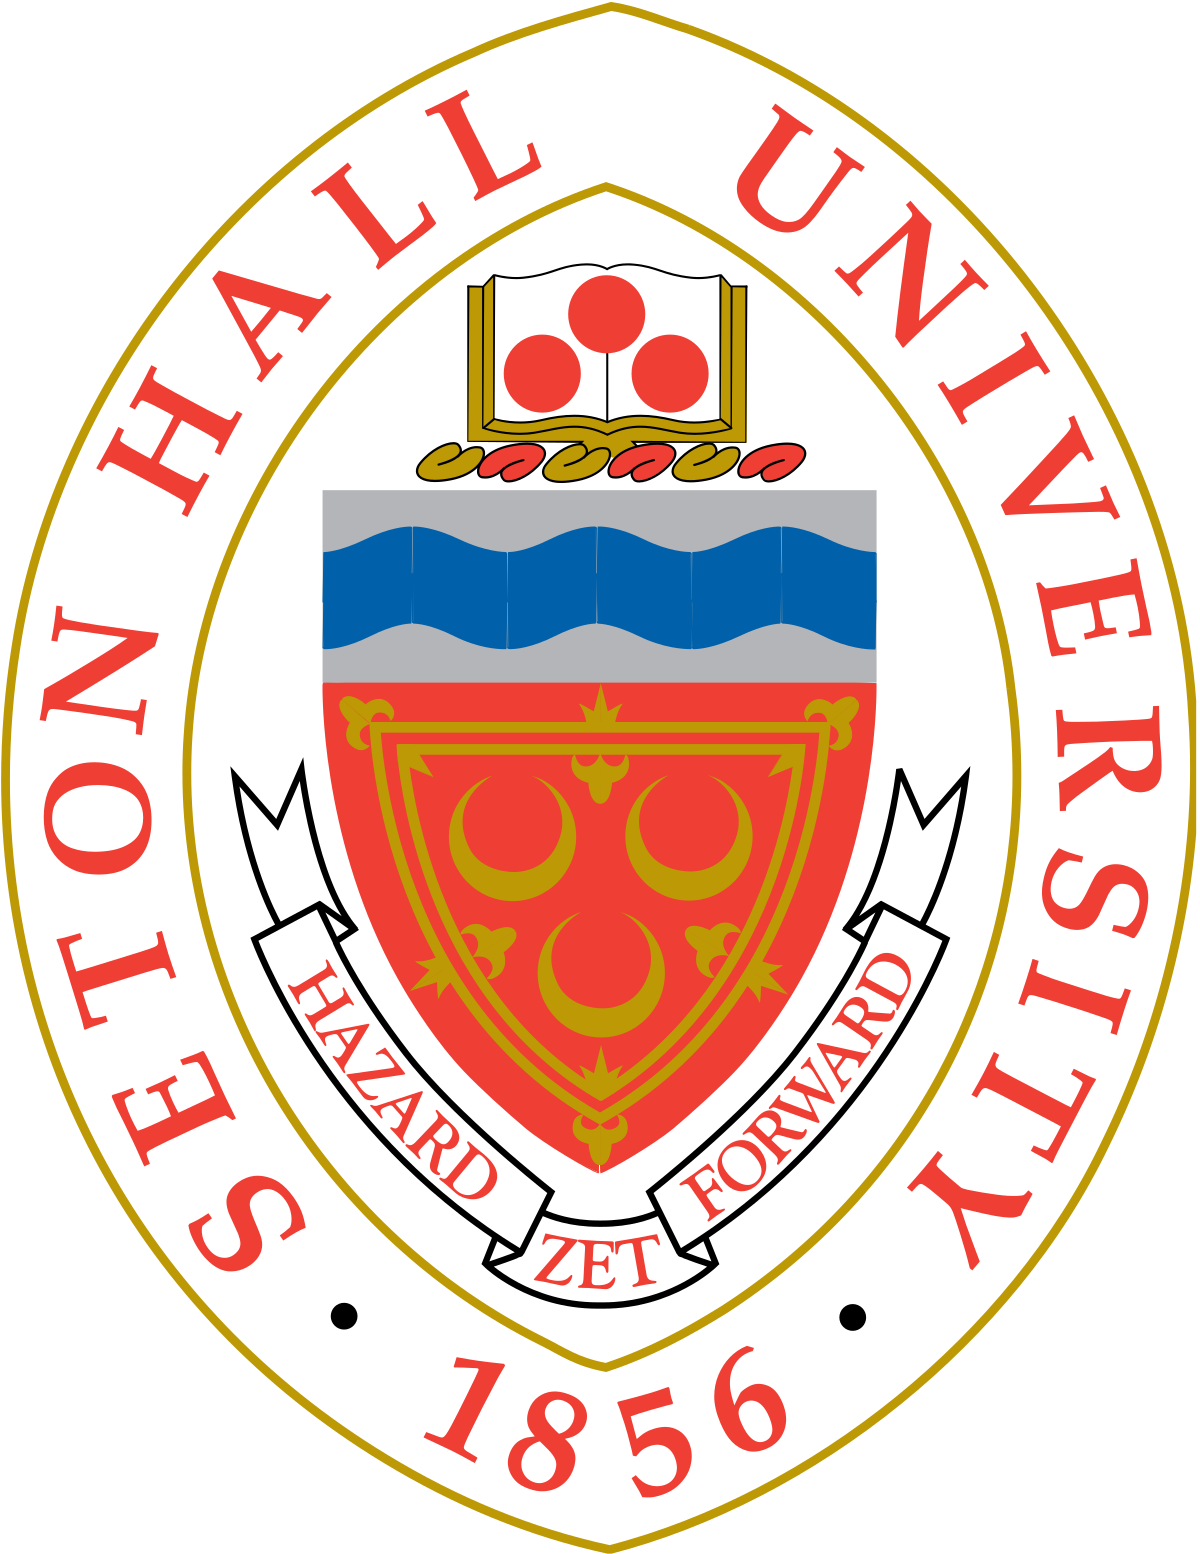 SETON HALL UNIVERSITY
HAZARD ZET FORWARD
• 1856 •